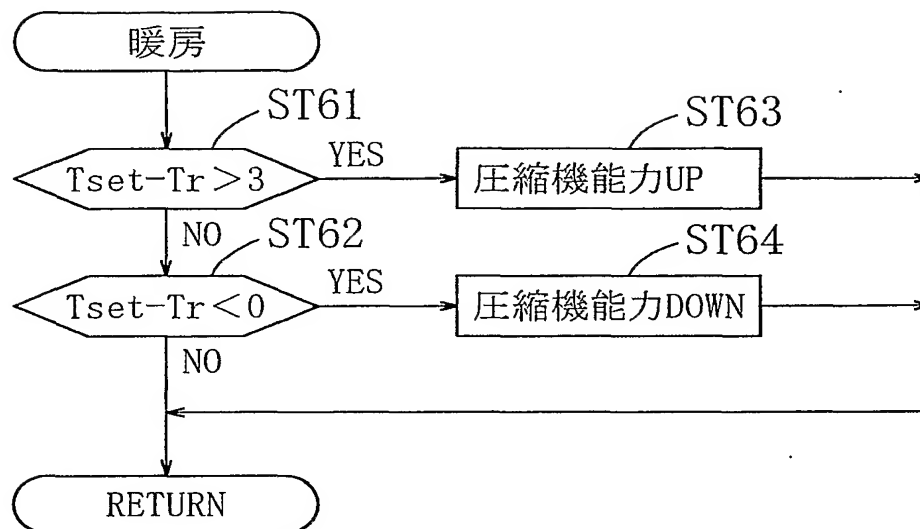 暖房
ST61
Tset-Tr>3
YES
ST63
圧縮機能力UP
NO
ST62
Tset-Tr<0
YES
ST64
圧縮機能力DOWN
NO
RETURN